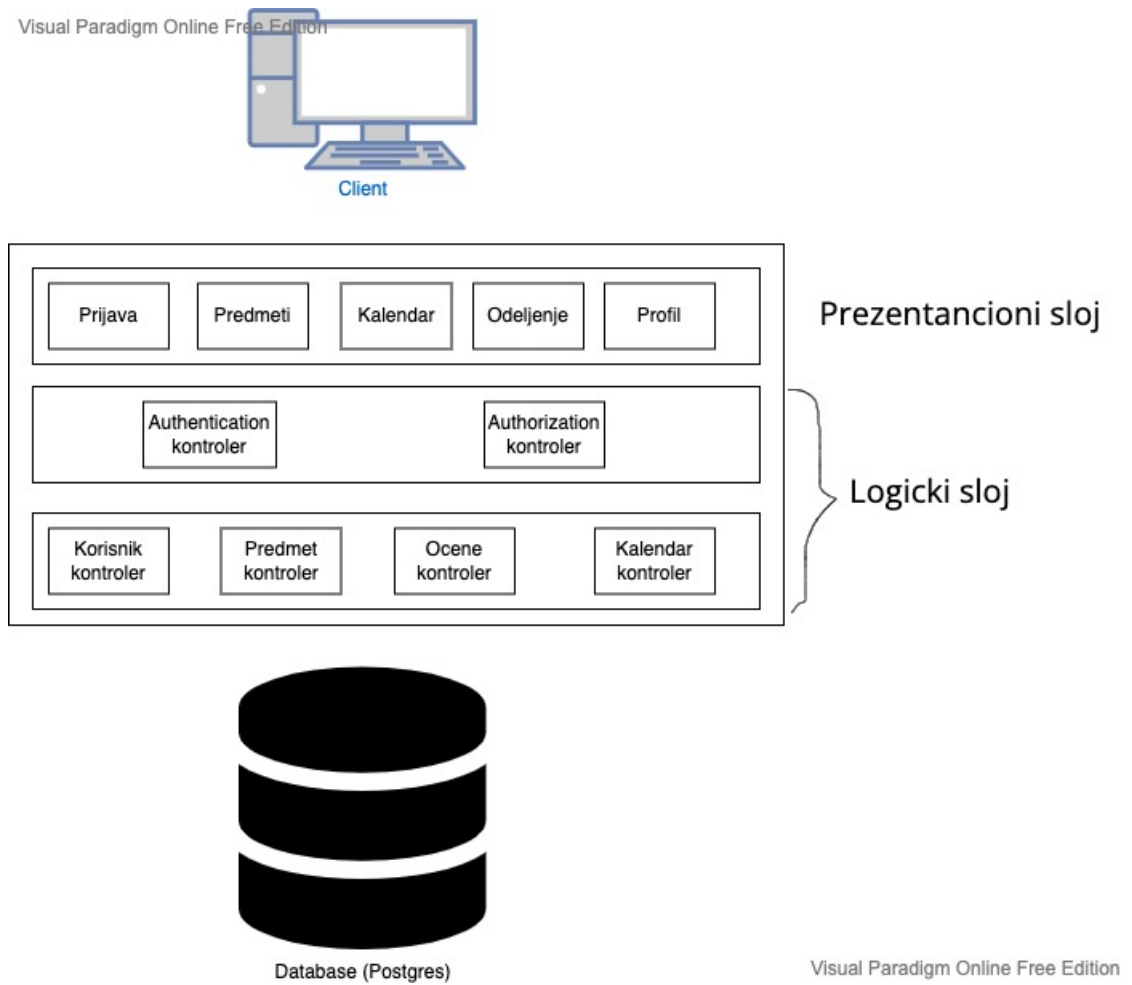 Visual Paradigm Online Free Edition
Client
Prijava
Predmeti
Kalendar
Odeljenje
Profil
Prezentancioni sloj
Authentication
kontroler
Authorization
kontroler
Logicki sloj
Korisnik
kontroler
Predmet
kontroler
Ocene
kontroler
Kalendar
kontroler
Database (Postgres)
Visual Paradigm Online Free Edition